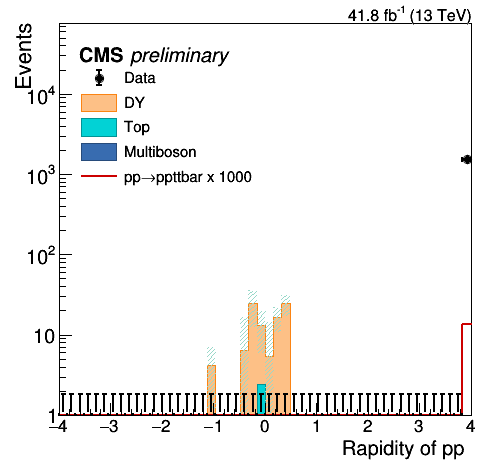 41.8 fb⁻¹ (13 TeV)
Events
CMS preliminary
Data
DY
Top
Multiboson
pp→ppttbar x 1000
10⁴
10³
10²
10
1
−4 −3 −2 −1 0 1 2 3 4
Rapidity of pp